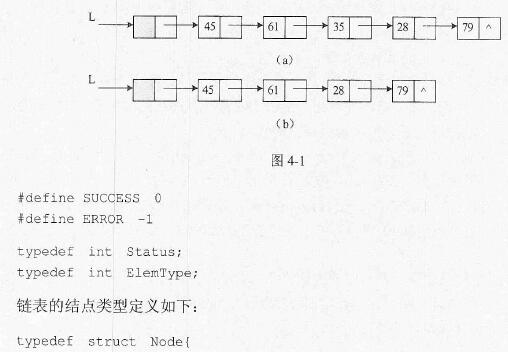 L 45 61 35 28 79 ^
(a)
L 45 61 28 79 ^
(b)
图 4-1
#define SUCCESS 0
#define ERROR -1
typedef int Status;
typedef int ElemType;
链表的结点类型定义如下：
typedef struct Node{